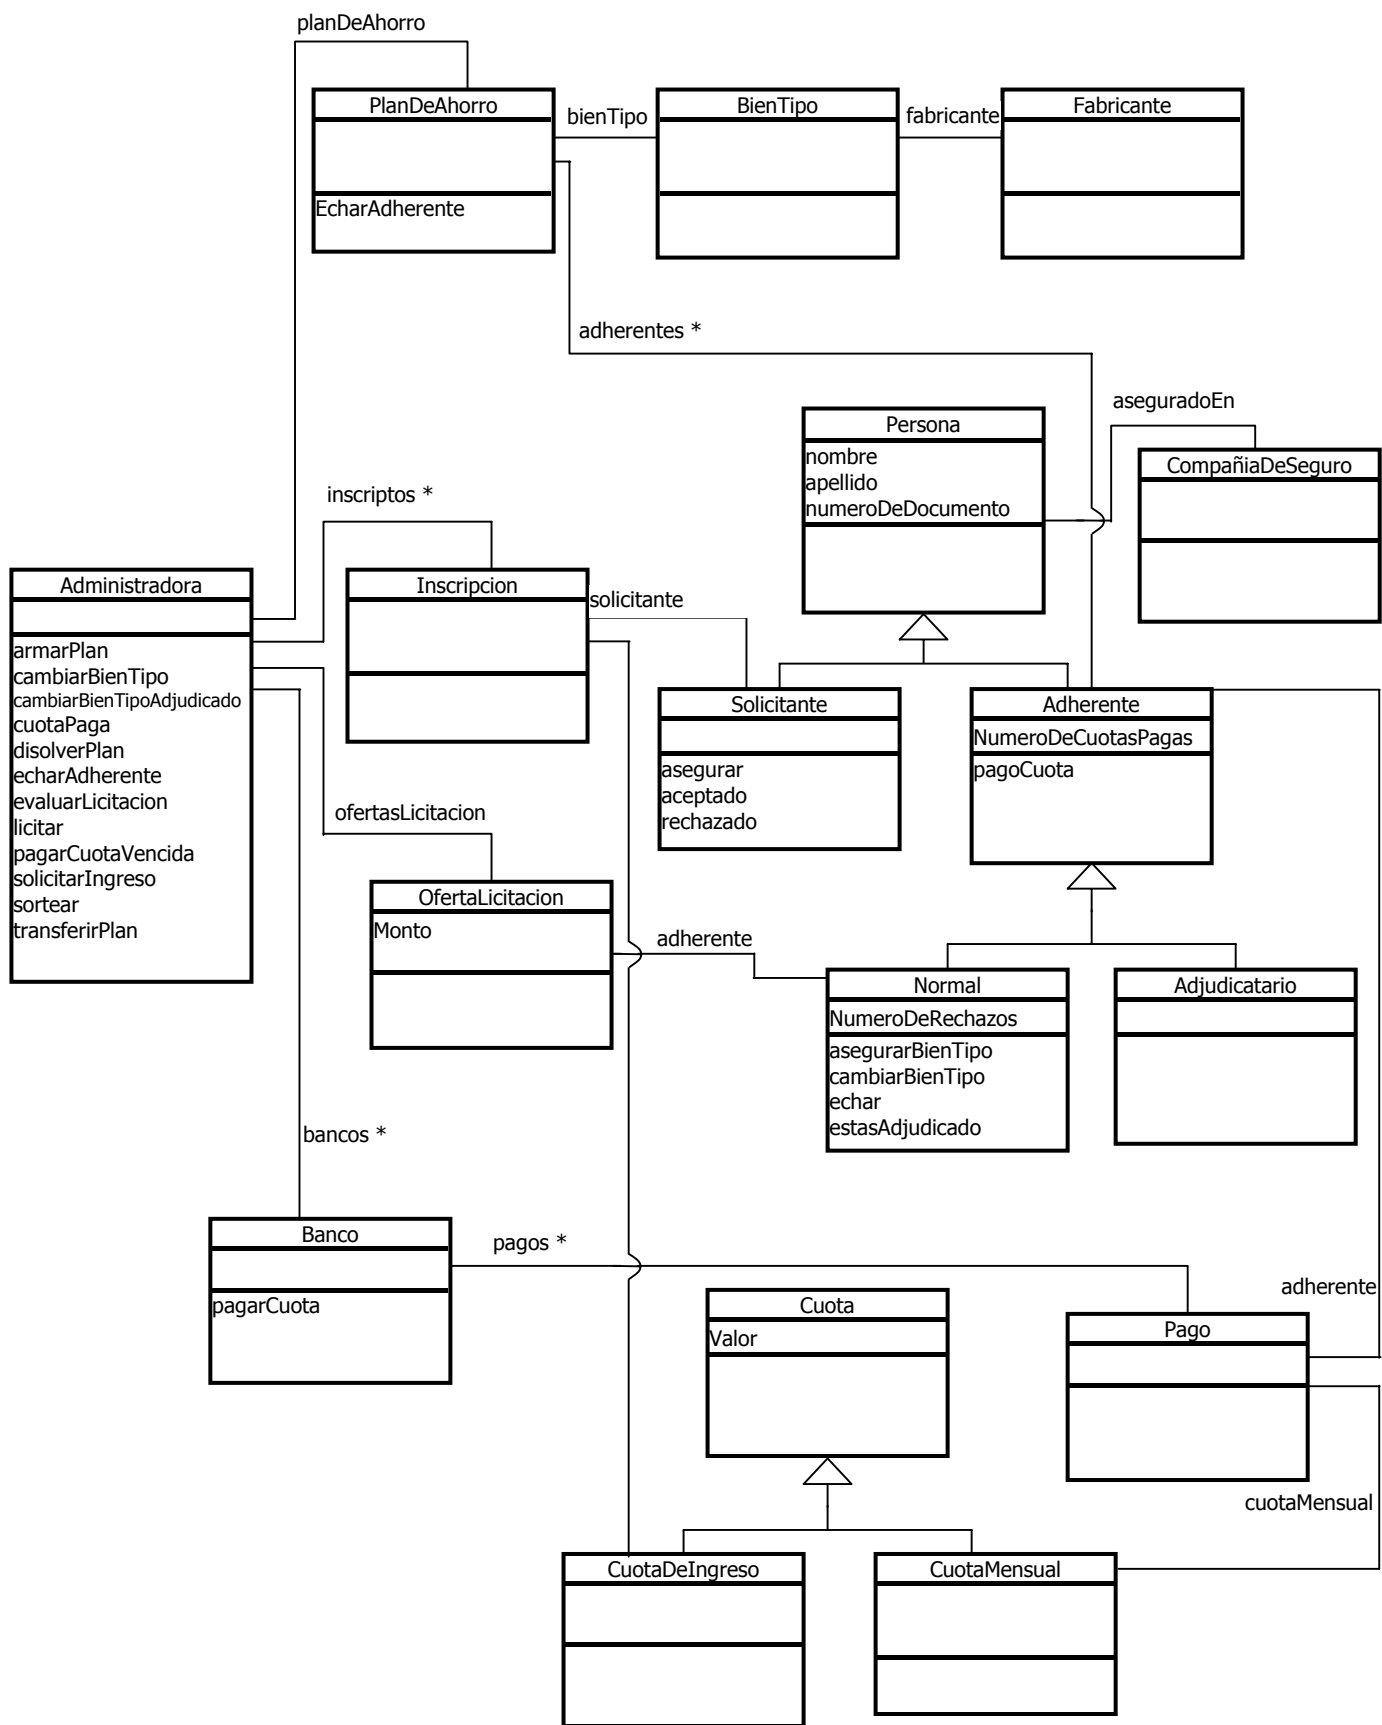 planDeAhorro
PlanDeAhorro
bienTipo
BienTipo
fabricante
Fabricante
EcharAdherente
adherentes *
aseguradoEn
Persona
nombre
apellido
numeroDeDocumento
CompañiaDeSeguro
inscriptos *
Administradora
armarPlan
cambiarBienTipo
cambiarBienTipoAdjudicado
cuotaPaga
disolverPlan
echarAdherente
evaluarLicitacion
licitar
pagarCuotaVencida
solicitarIngreso
sortear
transferirPlan
Inscripcion
solicitante
Solicitante
asegurar
aceptado
rechazado
Adherente
NumeroDeCuotasPagas
pagoCuota
ofertasLicitacion
OfertaLicitacion
Monto
adherente
Normal
NumeroDeRechazos
asegurarBienTipo
cambiarBienTipo
echar
estasAdjudicado
Adjudicatario
bancos *
Banco
pagarCuota
pagos *
adherente
Cuota
Valor
Pago
cuotaMensual
CuotaDeIngreso
CuotaMensual